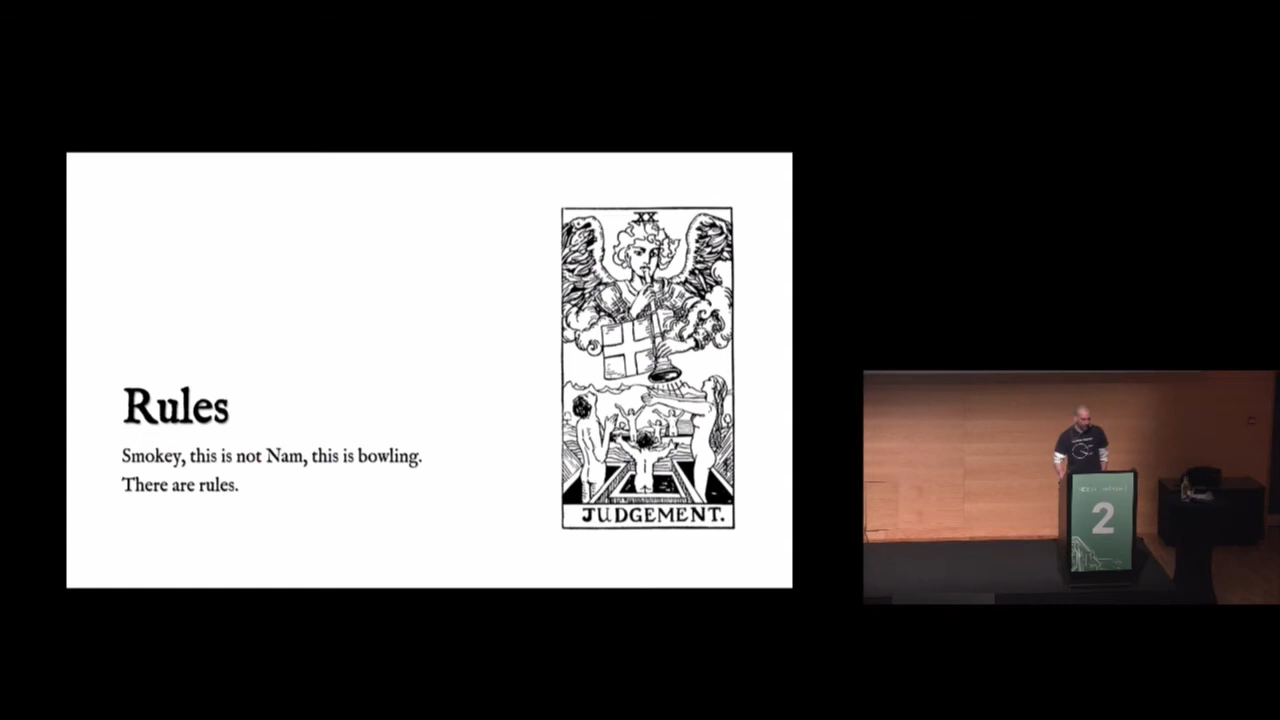 Rules
Smokey, this is not Nam, this is bowling.
There are rules.
XX
JUDGEMENT.
2